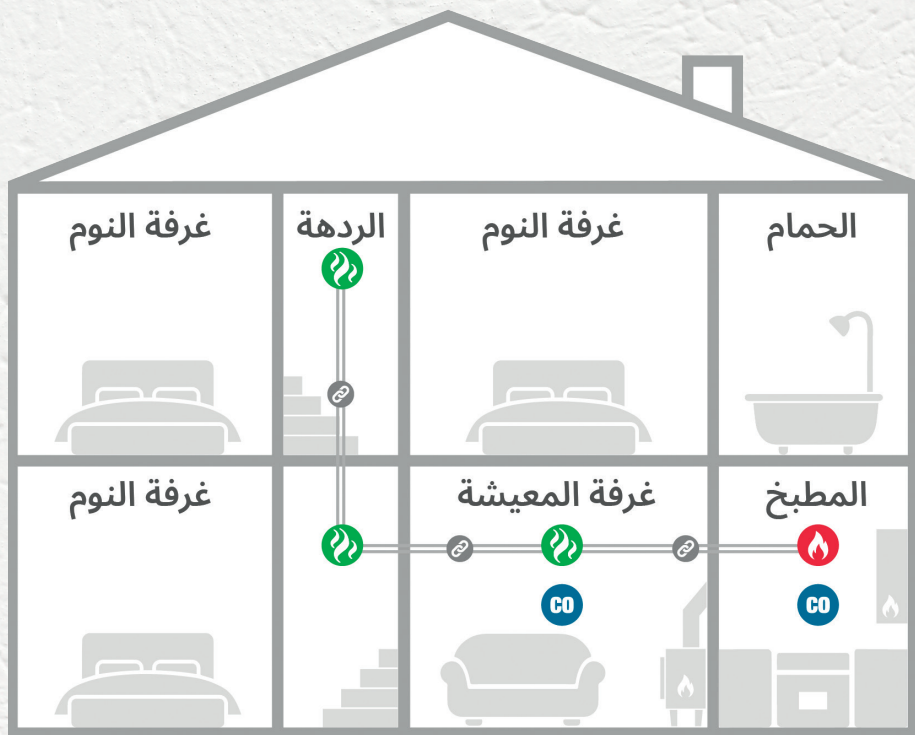 الحمام
غرفة النوم
الردهة
غرفة النوم
المطبخ
غرفة المعيشة
غرفة النوم
CO
CO